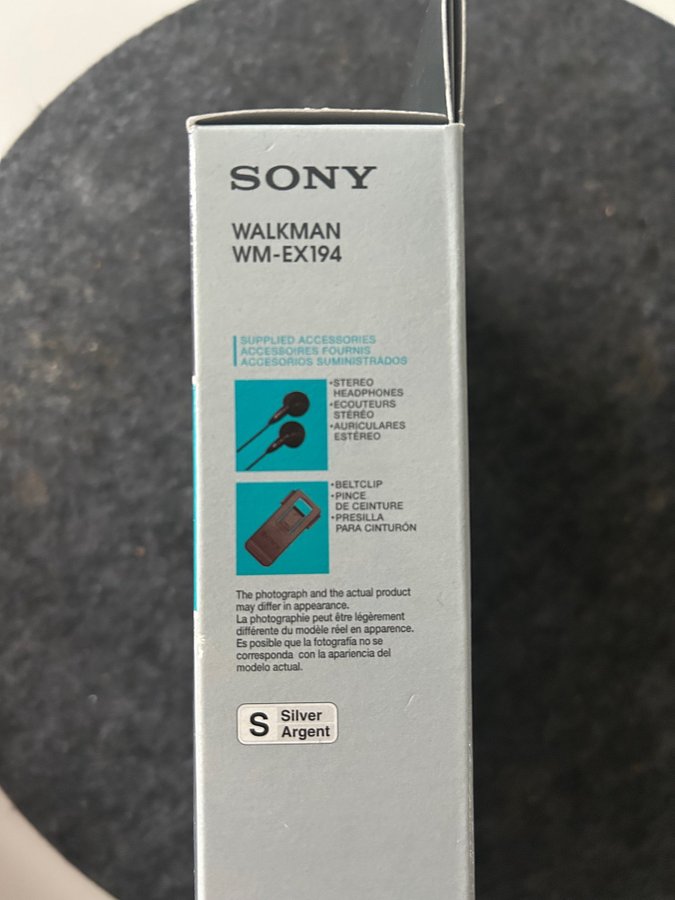 SONY
WALKMAN
WM-EX194
SUPPLIED ACCESSORIES
ACCESSOIRES FOURNIS
ACCESORIOS SUMINISTRADOS
•STEREO
HEADPHONES
•ECOUTEURS
STÉRÉO
•AURICULARES
ESTÉREO
•BELTCLIP
•PINCE
DE CEINTURE
•PRESILLA
PARA CINTURÓN
SONY
The photograph and the actual product
may differ in appearance.
La photographie peut être légèrement
différente du modèle réel en apparence.
Es posible que la fotografía no se
corresponda con la apariencia del
modelo actual.
S Silver
Argent